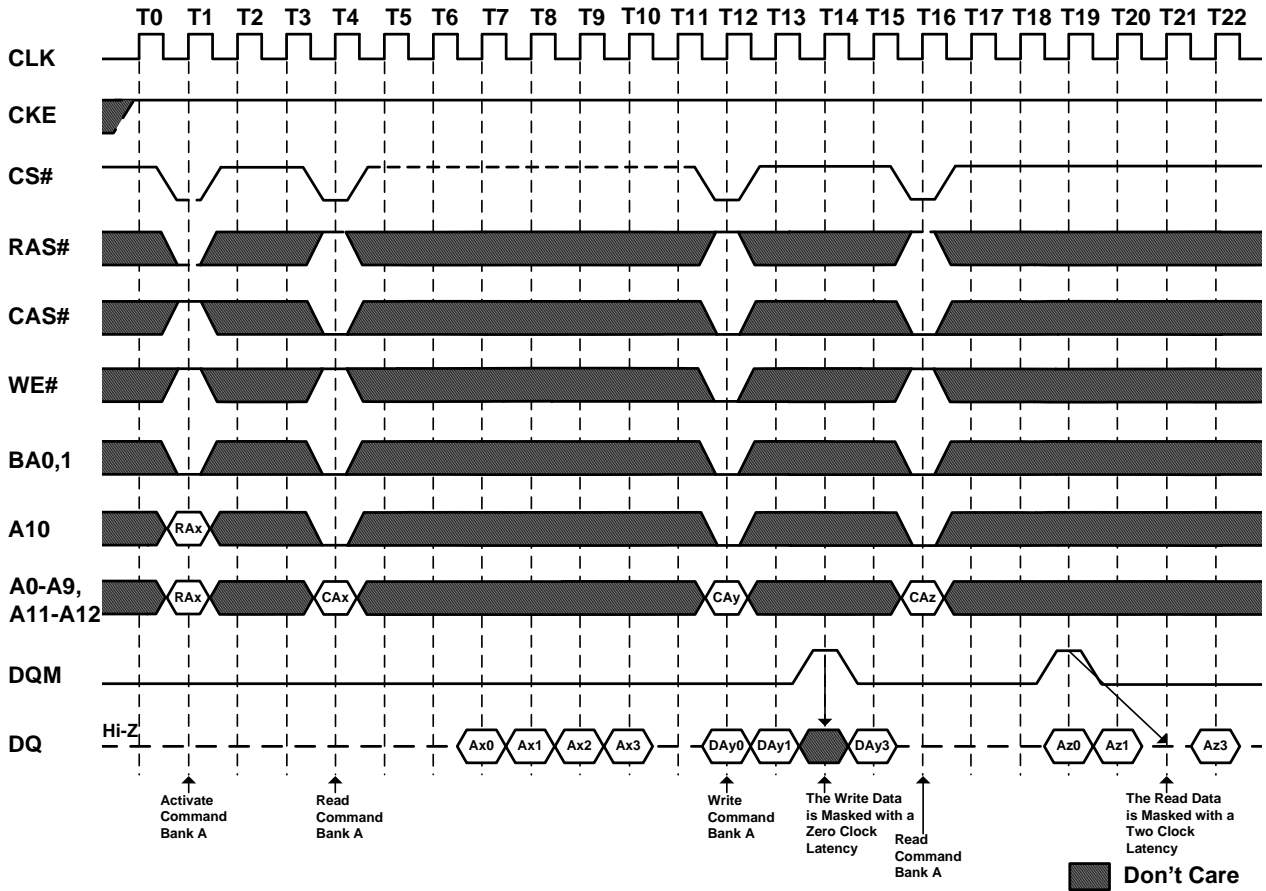 T0 T1 T2 T3 T4 T5 T6 T7 T8 T9 T10 T11 T12 T13 T14 T15 T16 T17 T18 T19 T20 T21 T22
CLK
CKE
CS#
RAS#
CAS#
WE#
BA0,1
A10
RAx
A0-A9,
A11-A12
RAx CAx CAy CAz
DQM
Hi-Z
DQ
Ax0 Ax1 Ax2 Ax3 DAy0 DAy1 DAy3 Az0 Az1 Az3
Activate
Command
Bank A
Read
Command
Bank A
Write
Command
Bank A
The Write Data
is Masked with a
Zero Clock
Latency
Read
Command
Bank A
The Read Data
is Masked with a
Two Clock
Latency
Don't Care